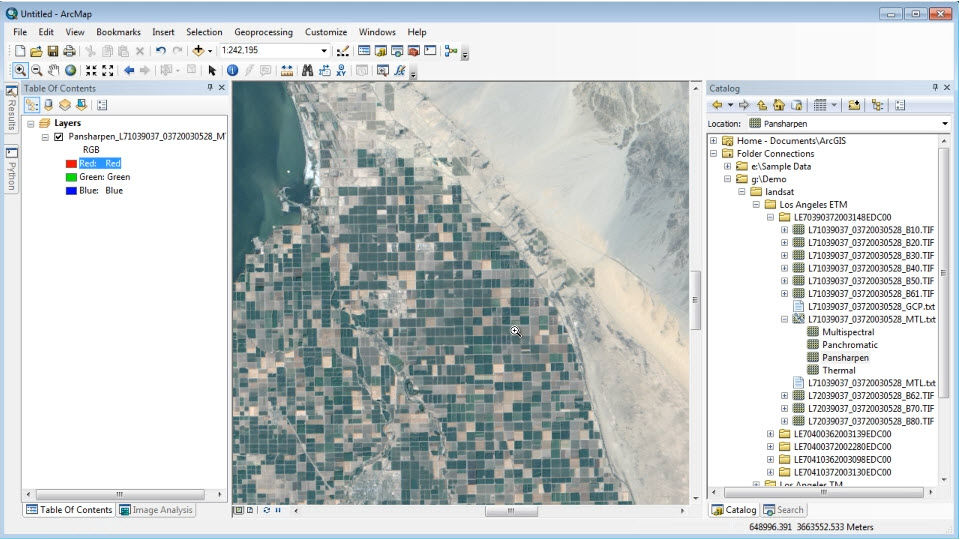 Untitled - ArcMap
File Edit View Bookmarks Insert Selection Geoprocessing Customize Windows Help
1:242,195
Table Of Contents
Layers
Pansharpen_L71039037_03720030528_MT
RGB
Red: Red
Green: Green
Blue: Blue
Table Of Contents Image Analysis
Results
Python
Catalog
Location: Pansharpen
Home - Documents\ArcGIS
Folder Connections
e:\Sample Data
g:\Demo
landsat
Los Angeles ETM
LE70390372003148EDC00
L71039037_03720030528_B10.TIF
L71039037_03720030528_B20.TIF
L71039037_03720030528_B30.TIF
L71039037_03720030528_B40.TIF
L71039037_03720030528_B50.TIF
L71039037_03720030528_B61.TIF
L71039037_03720030528_GCP.txt
L71039037_03720030528_MTL.txt
Multispectral
Panchromatic
Pansharpen
Thermal
L71039037_03720030528_MTL.txt
L72039037_03720030528_B62.TIF
L72039037_03720030528_B70.TIF
L72039037_03720030528_B80.TIF
LE70400362003139EDC00
LE70400372002280EDC00
LE70410362003098EDC00
LE70410372003130EDC00
Los Angeles TM
Catalog Search
648996.391 3663552.533 Meters